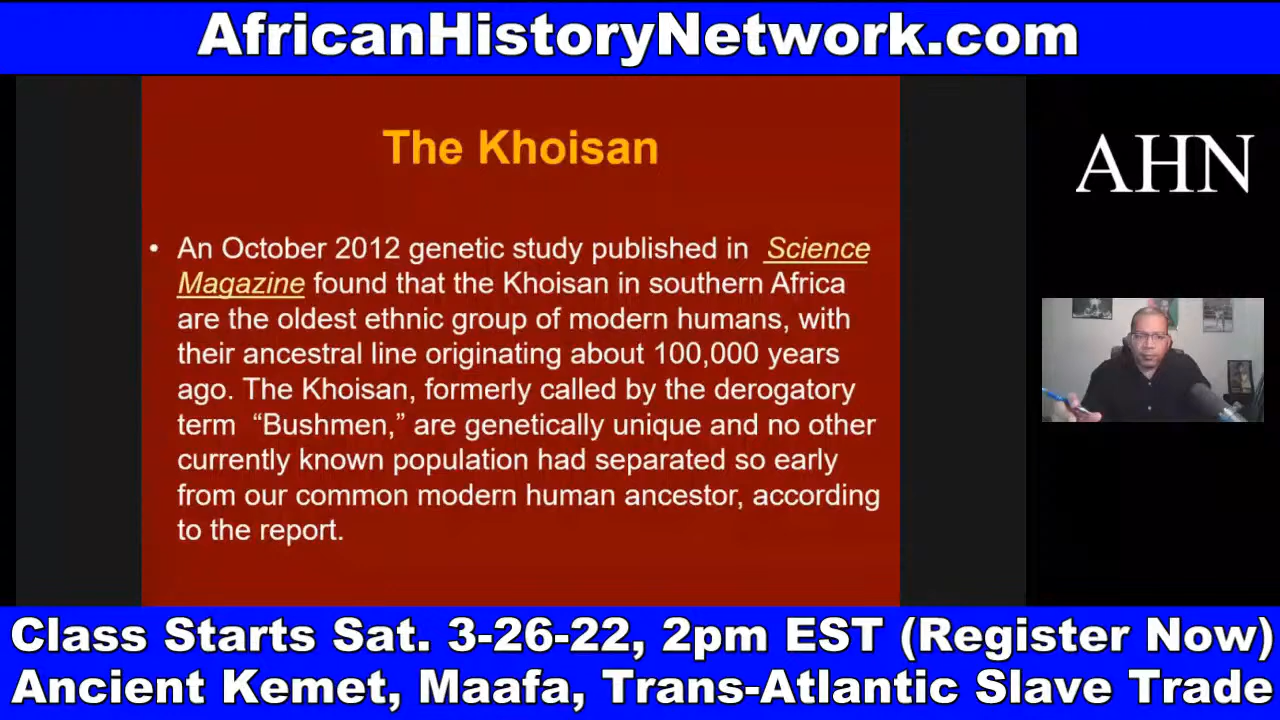 AfricanHistoryNetwork.com
The Khoisan
AHN
• An October 2012 genetic study published in Science
Magazine found that the Khoisan in southern Africa
are the oldest ethnic group of modern humans, with
their ancestral line originating about 100,000 years
ago. The Khoisan, formerly called by the derogatory
term “Bushmen,” are genetically unique and no other
currently known population had separated so early
from our common modern human ancestor, according
to the report.
Class Starts Sat. 3-26-22, 2pm EST (Register Now)
Ancient Kemet, Maafa, Trans-Atlantic Slave Trade